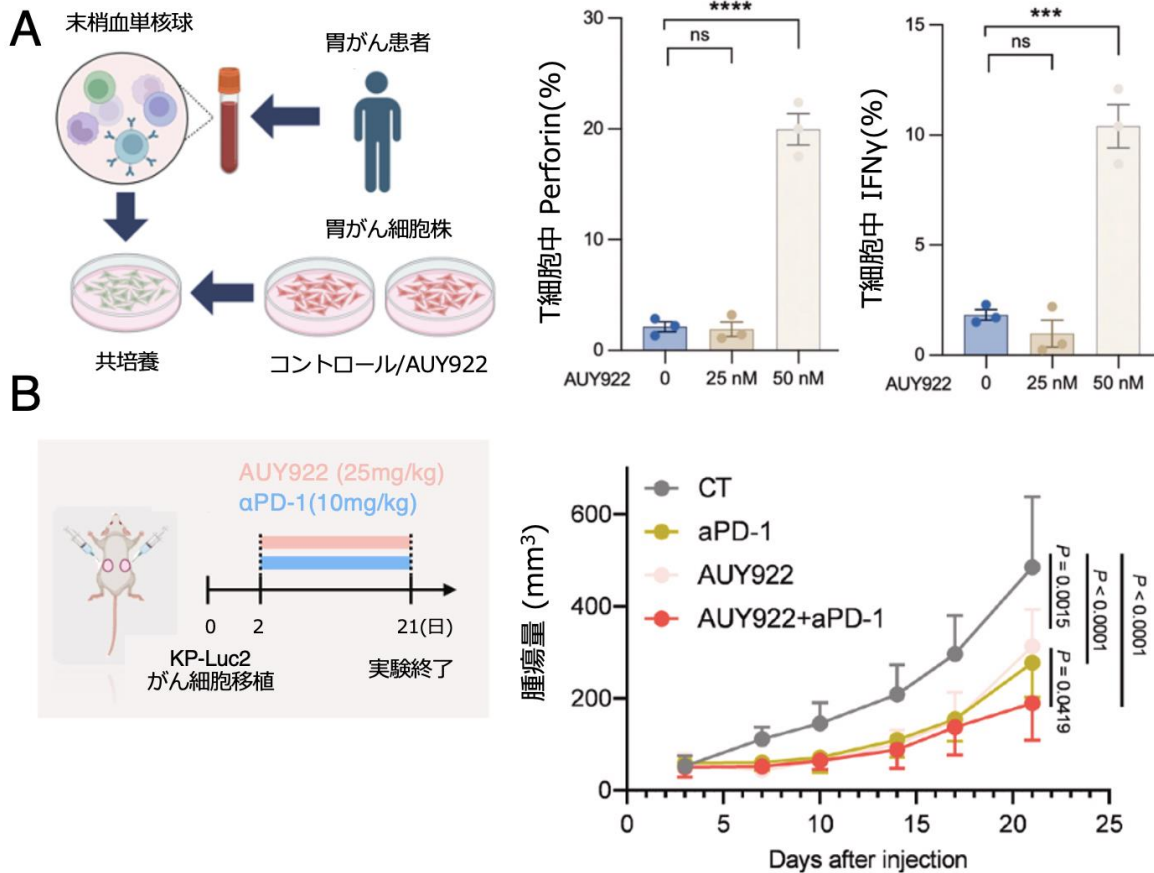 A
末梢血単核球
胃がん患者
胃がん細胞株
共培養
コントロール/AUY922
T細胞中 Perforin(%)
30
20
10
0
****
ns
AUY922
0
25 nM
50 nM
T細胞中 IFNγ(%)
15
10
5
0
***
ns
AUY922
0
25 nM
50 nM
B
AUY922 (25mg/kg)
αPD-1(10mg/kg)
0
2
21(日)
KP-Luc2
がん細胞移植
実験終了
腫瘍量 (mm³)
600
400
200
0
CT
aPD-1
AUY922
AUY922+aPD-1
P = 0.0015
P = 0.0419
P < 0.0001
P < 0.0001
0
5
10
15
20
25
Days after injection